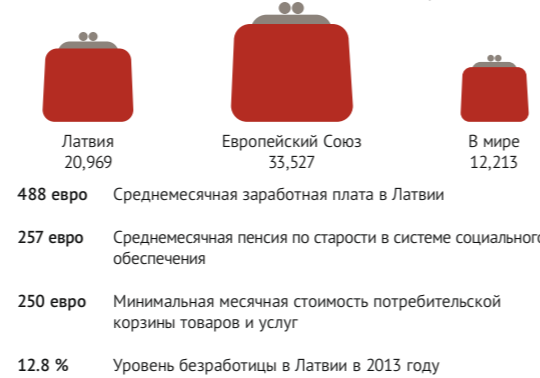 Латвия
20,969
Европейский Союз
33,527
В мире
12,213
488 евро Среднемесячная заработная плата в Латвии
257 евро Среднемесячная пенсия по старости в системе социального
обеспечения
250 евро Минимальная месячная стоимость потребительской
корзины товаров и услуг
12.8 % Уровень безработицы в Латвии в 2013 году